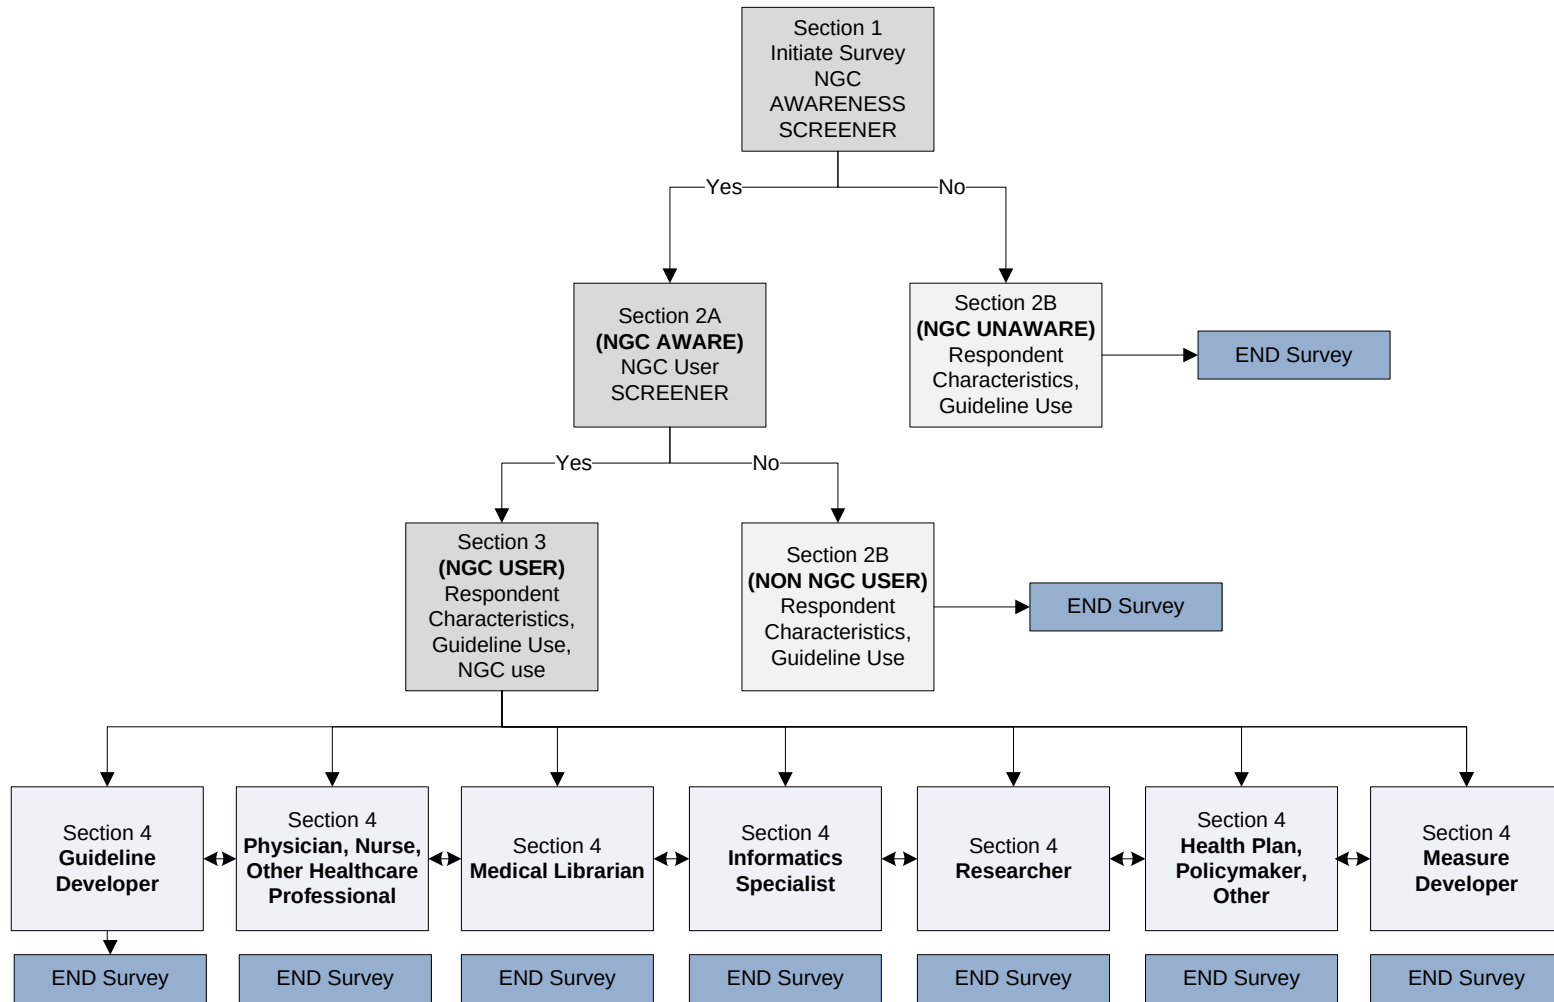 Section 1
Initiate Survey
NGC
AWARENESS
SCREENER
Yes
No
Section 2A
(NGC AWARE)
NGC User
SCREENER
Section 2B
(NGC UNAWARE)
Respondent
Characteristics,
Guideline Use
END Survey
Yes
No
Section 3
(NGC USER)
Respondent
Characteristics,
Guideline Use,
NGC use
Section 2B
(NON NGC USER)
Respondent
Characteristics,
Guideline Use
END Survey
Section 4
Guideline
Developer
Section 4
Physician, Nurse,
Other Healthcare
Professional
Section 4
Medical Librarian
Section 4
Informatics
Specialist
Section 4
Researcher
Section 4
Health Plan,
Policymaker,
Other
Section 4
Measure
Developer
END Survey
END Survey
END Survey
END Survey
END Survey
END Survey
END Survey